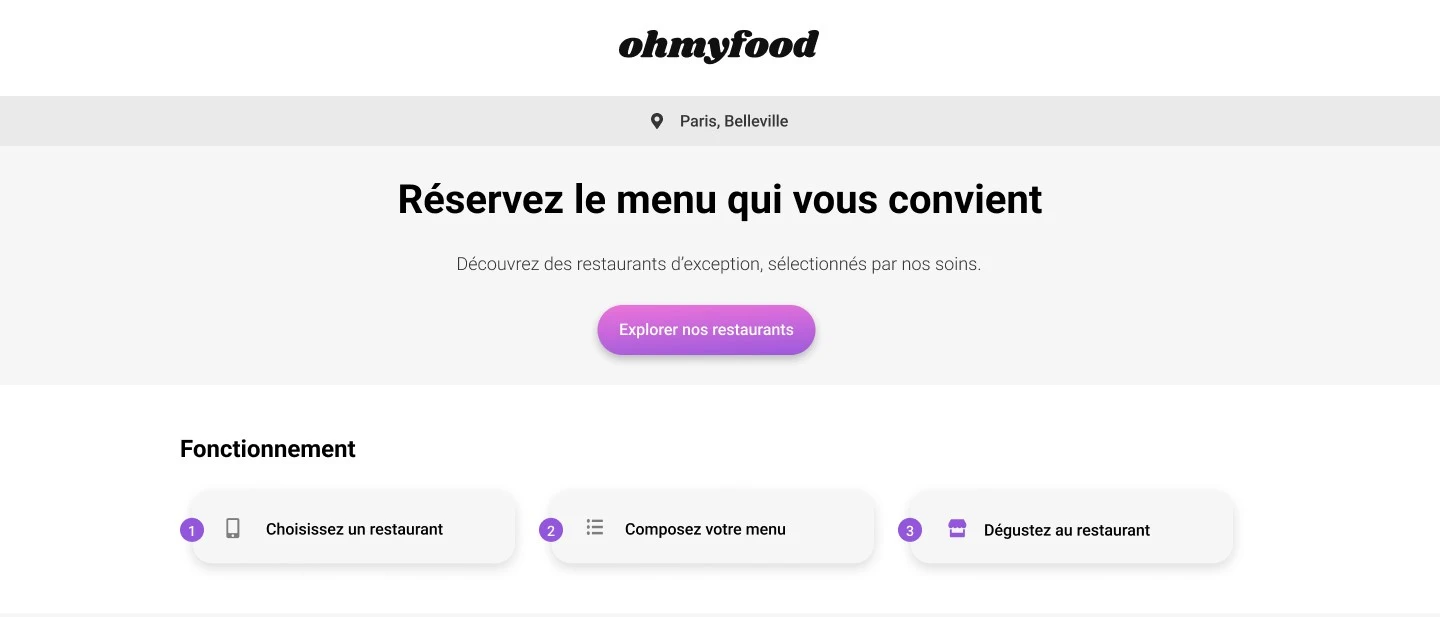 ohmyfood
Paris, Belleville
Réservez le menu qui vous convient
Découvrez des restaurants d’exception, sélectionnés par nos soins.
Explorer nos restaurants
Fonctionnement
1 Choisissez un restaurant
2 Composez votre menu
3 Dégustez au restaurant